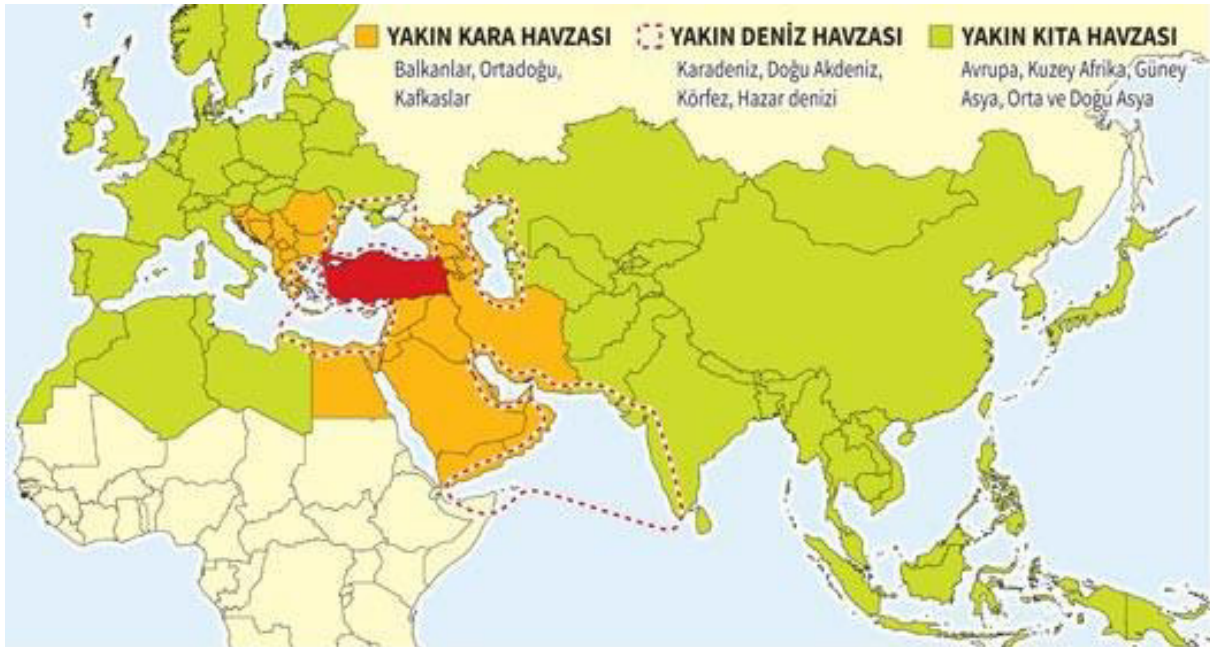 YAKIN KARA HAVZASI
Balkanlar, Ortadoğu,
Kafkaslar
YAKIN DENİZ HAVZASI
Karadeniz, Doğu Akdeniz,
Körfez, Hazar denizi
YAKIN KITA HAVZASI
Avrupa, Kuzey Afrika, Güney
Asya, Orta ve Doğu Asya